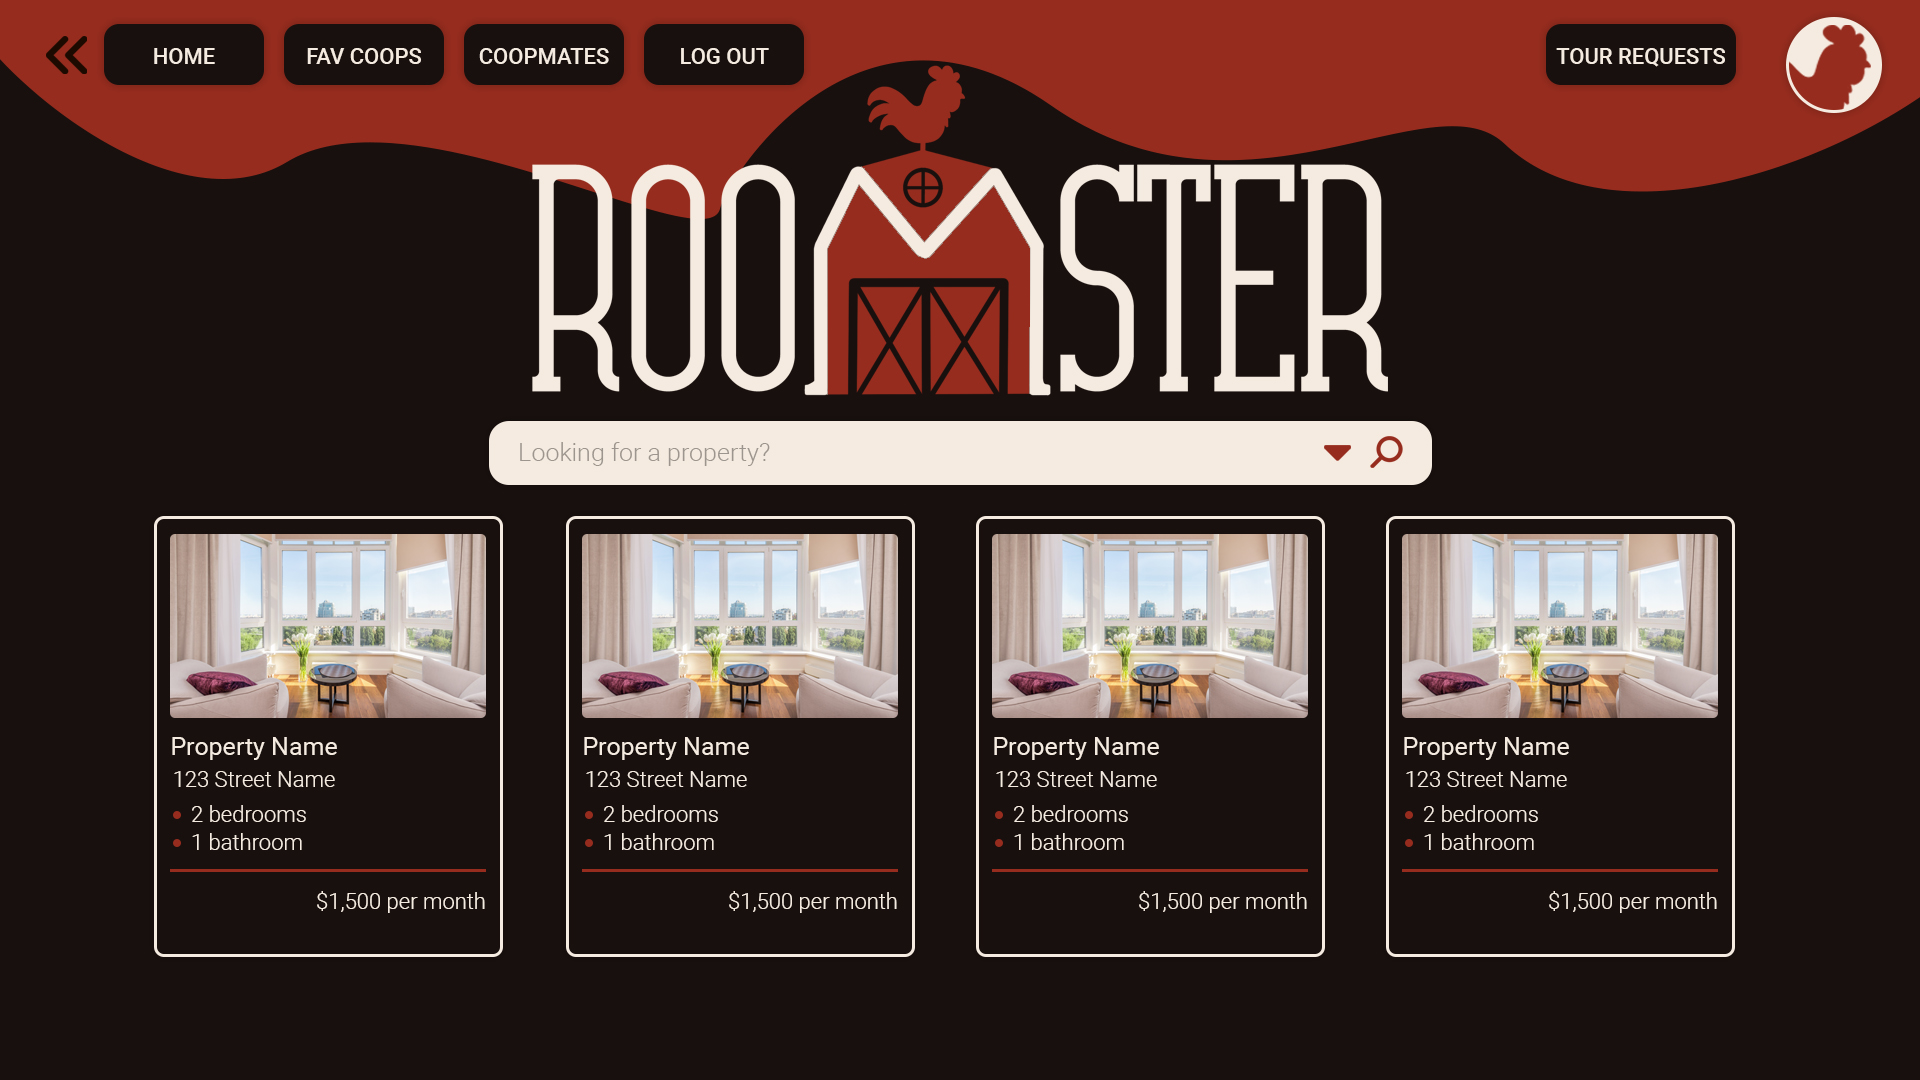 HOME
FAV COOPS
COOPMATES
LOG OUT
TOUR REQUESTS
ROOMSTER
Looking for a property?
Property Name
123 Street Name
2 bedrooms
1 bathroom
$1,500 per month
Property Name
123 Street Name
2 bedrooms
1 bathroom
$1,500 per month
Property Name
123 Street Name
2 bedrooms
1 bathroom
$1,500 per month
Property Name
123 Street Name
2 bedrooms
1 bathroom
$1,500 per month